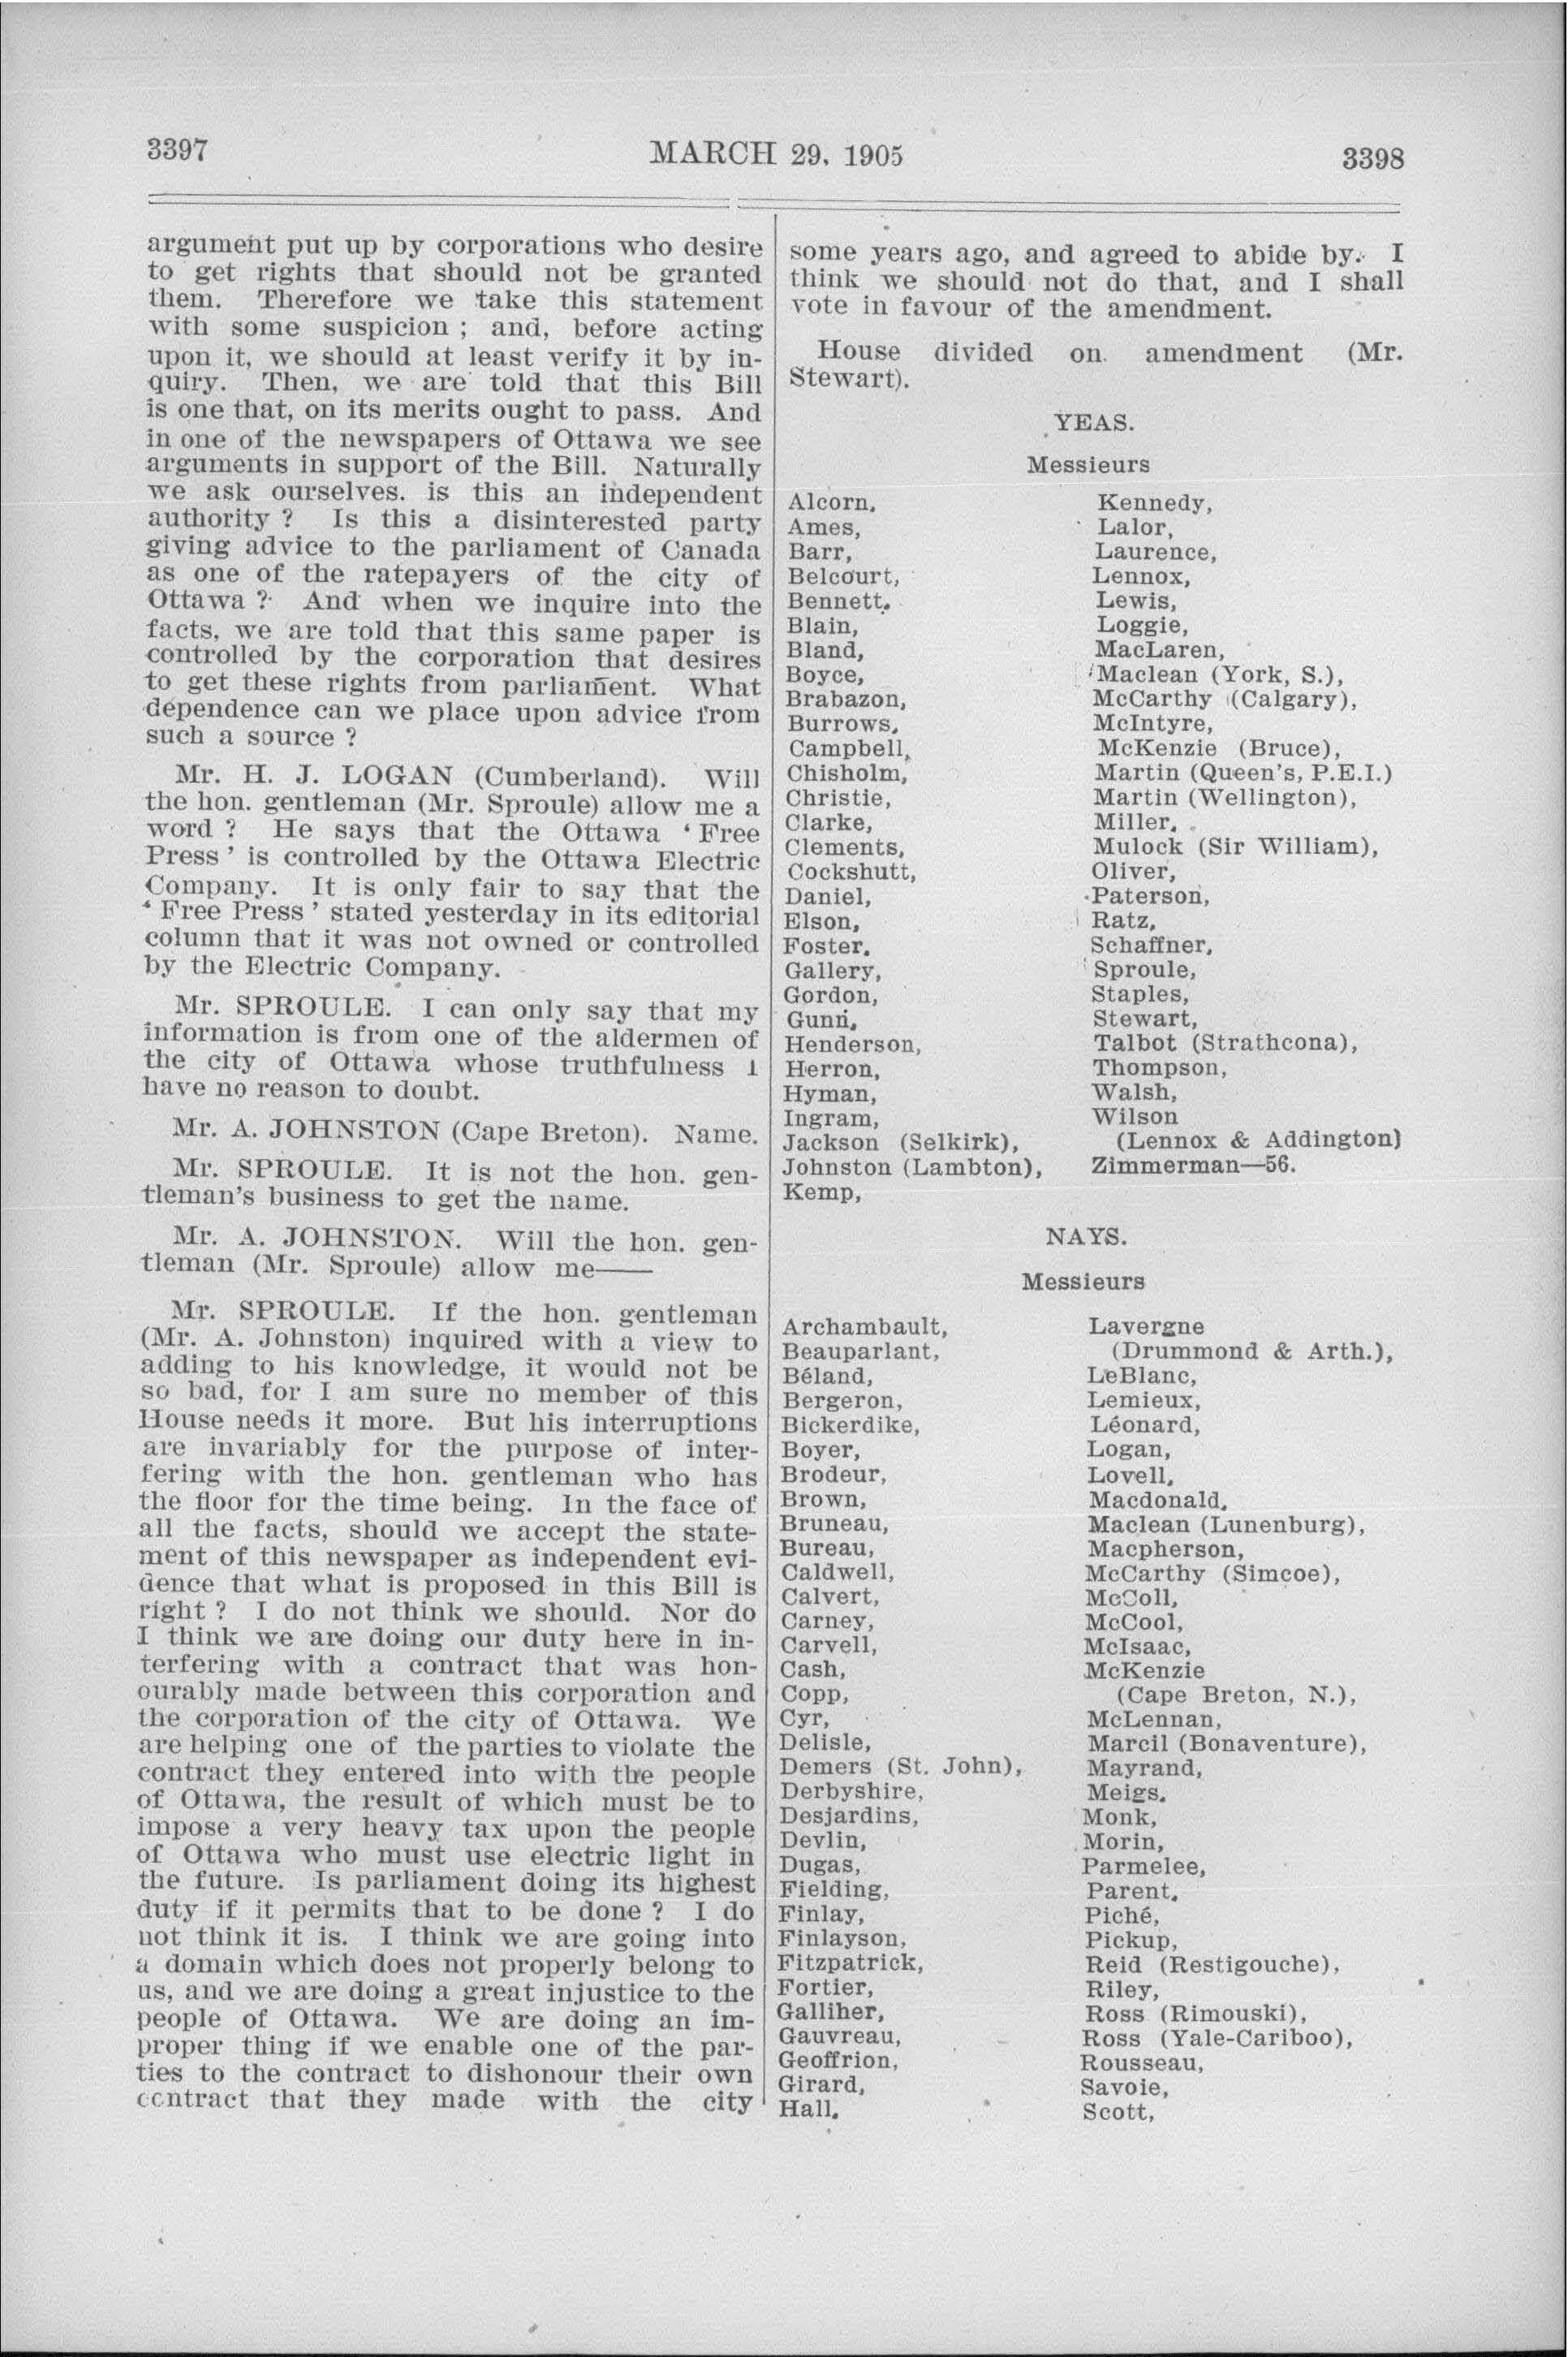 3397
MARCH 29, 1905
3398
argument put up by corporations who desire
to get rights that should not be granted
them. Therefore we take this statement
with some suspicion ; and, before acting
upon it, we should at least verify it by in-
quiry. Then, we are told that this Bill
is one that, on its merits ought to pass. And
in one of the newspapers of Ottawa we see
arguments in support of the Bill. Naturally
we ask ourselves. is this an independent
authority ? Is this a disinterested party
giving advice to the parliament of Canada
as one of the ratepayers of the city of
Ottawa ? And when we inquire into the
facts, we are told that this same paper is
controlled by the corporation that desires
to get these rights from parliament. What
dependence can we place upon advice from
such a source ?
Mr. H. J. LOGAN (Cumberland). Will
the hon. gentleman (Mr. Sproule) allow me a
word ? He says that the Ottawa ‘ Free
Press ’ is controlled by the Ottawa Electric
Company. It is only fair to say that the
‘ Free Press ’ stated yesterday in its editorial
column that it was not owned or controlled
by the Electric Company.
Mr. SPROULE. I can only say that my
information is from one of the aldermen of
the city of Ottawa whose truthfulness I
have no reason to doubt.
Mr. A. JOHNSTON (Cape Breton). Name.
Mr. SPROULE. It is not the hon. gen-
tleman's business to get the name.
Mr. A. JOHNSTON. Will the hon. gen-
tleman (Mr. Sproule) allow me——
Mr. SPROULE. If the hon. gentleman
(Mr. A. Johnston) inquired with a view to
adding to his knowledge, it would not be
so bad, for I am sure no member of this
House needs it more. But his interruptions
are invariably for the purpose of inter-
fering with the hon. gentleman who has
the floor for the time being. In the face of
all the facts, should we accept the state-
ment of this newspaper as independent evi-
dence that what is proposed in this Bill is
right ? I do not think we should. Nor do
I think we are doing our duty here in in-
terfering with a contract that was hon-
ourably made between this corporation and
the corporation of the city of Ottawa. We
are helping one of the parties to violate the
contract they entered into with the people
of Ottawa, the result of which must be to
impose a very heavy tax upon the people
of Ottawa who must use electric light in
the future. Is parliament doing its highest
duty if it permits that to be done ? I do
not think it is. I think we are going into
a domain which does not properly belong to
us, and we are doing a great injustice to the
people of Ottawa. We are doing an im-
proper thing if we enable one of the par-
ties to the contract to dishonour their own
contract that they made with the city
some years ago, and agreed to abide by. I
think we should not do that, and I shall
vote in favour of the amendment.
House divided on amendment (Mr.
Stewart).
YEAS.
Messieurs
Alcorn,
Ames,
Barr,
Belcourt,
Bennett,
Blain,
Bland,
Boyce,
Brabazon,
Burrows,
Campbell,
Chisholm,
Christie,
Clarke,
Clements,
Cockshutt,
Daniel,
Elson,
Foster,
Gallery,
Gordon,
Gunn,
Henderson,
Herron,
Hyman,
Ingram,
Jackson (Selkirk),
Johnston (Lambton),
Kemp,
Kennedy,
Lalor,
Laurence,
Lennox,
Lewis,
Loggie,
MacLaren,
Maclean (York, S.),
McCarthy (Calgary),
McIntyre,
McKenzie (Bruce),
Martin (Queen's, P.E.I.)
Martin (Wellington),
Miller,
Mulock (Sir William),
Oliver,
Paterson,
Ratz,
Schaffner,
Sproule,
Staples,
Stewart,
Talbot (Strathcona),
Thompson,
Walsh,
Wilson
(Lennox & Addington)
Zimmerman—56.
NAYS.
Messieurs
Archambault,
Beauparlant,
Béland,
Bergeron,
Bickerdike,
Boyer,
Brodeur,
Brown,
Bruneau,
Bureau,
Caldwell,
Calvert,
Carney,
Carvell,
Cash,
Copp,
Cyr,
Delisle,
Demers (St. John),
Derbyshire,
Desjardins,
Devlin,
Dugas,
Fielding,
Finlay,
Finlayson,
Fitzpatrick,
Fortier,
Galliher,
Gauvreau,
Geoffrion,
Girard,
Hall,
Lavergne
(Drummond & Arth.),
LeBlanc,
Lemieux,
Léonard,
Logan,
Lovell,
Macdonald,
Maclean (Lunenburg),
Macpherson,
McCarthy (Simcoe),
McColl,
McCool,
McIsaac,
McKenzie
(Cape Breton, N.),
McLennan,
Marcil (Bonaventure),
Mayrand,
Meigs,
Monk,
Morin,
Parmelee,
Parent,
Piché,
Pickup,
Reid (Restigouche),
Riley,
Ross (Rimouski),
Ross (Yale-Cariboo),
Rousseau,
Savoie,
Scott,